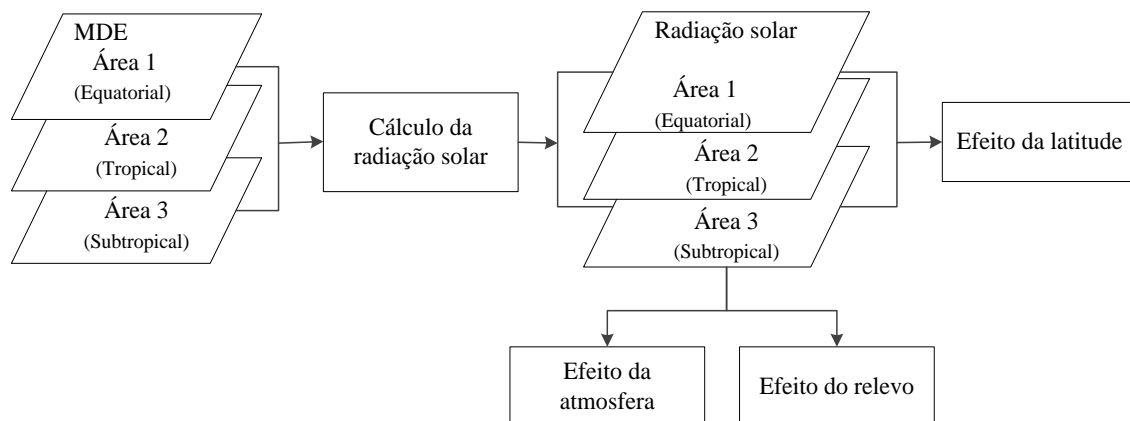 MDE
Área 1
(Equatorial)
Área 2
(Tropical)
Área 3
(Subtropical)
Cálculo da
radiação solar
Radiação solar
Área 1
(Equatorial)
Área 2
(Tropical)
Área 3
(Subtropical)
Efeito da latitude
Efeito da
atmosfera
Efeito do relevo